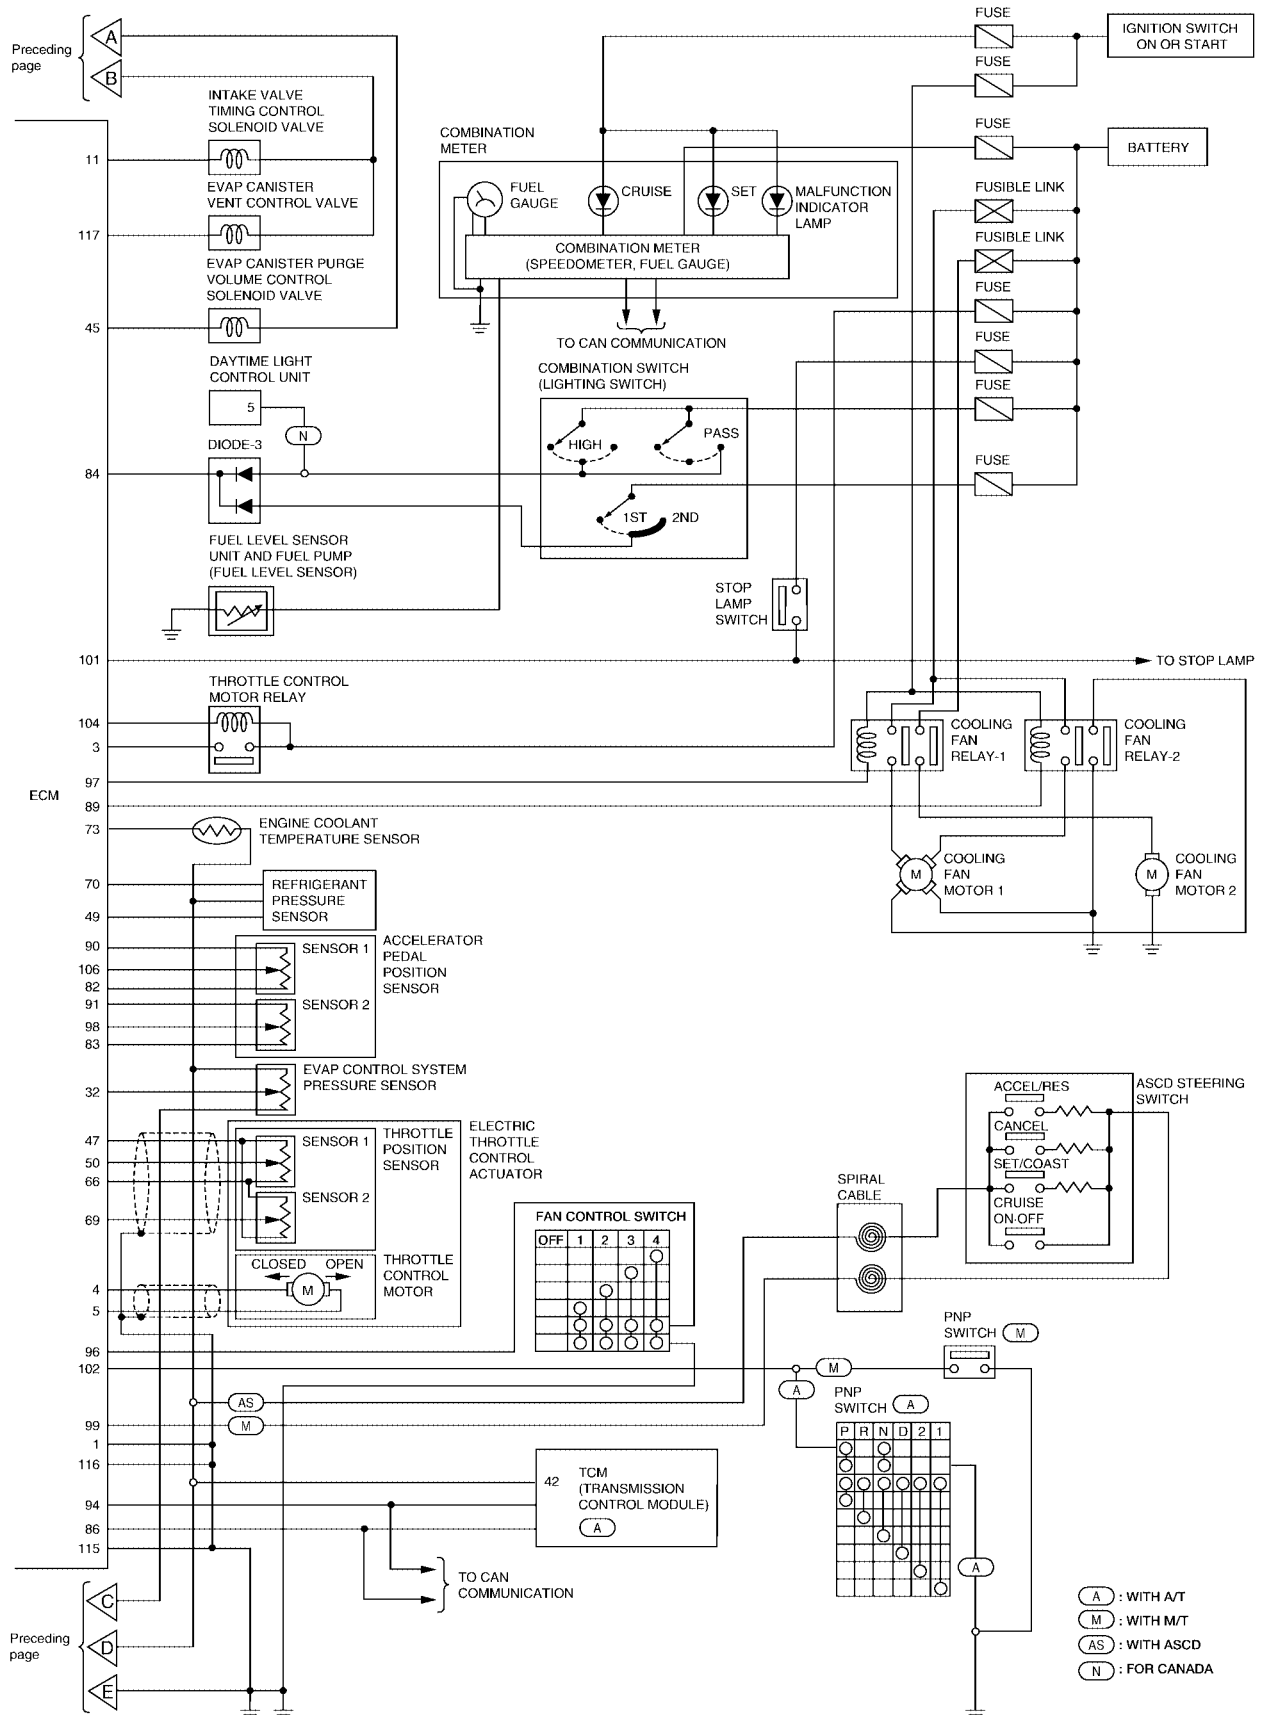 Preceding
page
A
B
INTAKE VALVE
TIMING CONTROL
SOLENOID VALVE
11
EVAP CANISTER
VENT CONTROL VALVE
117
EVAP CANISTER PURGE
VOLUME CONTROL
SOLENOID VALVE
45
DAYTIME LIGHT
CONTROL UNIT
5
N
DIODE-3
84
FUEL LEVEL SENSOR
UNIT AND FUEL PUMP
(FUEL LEVEL SENSOR)
COMBINATION
METER
FUEL
GAUGE
CRUISE
SET
MALFUNCTION
INDICATOR
LAMP
COMBINATION METER
(SPEEDOMETER, FUEL GAUGE)
TO CAN COMMUNICATION
COMBINATION SWITCH
(LIGHTING SWITCH)
HIGH
PASS
1ST
2ND
FUSE
IGNITION SWITCH
ON OR START
FUSE
FUSE
BATTERY
FUSIBLE LINK
FUSIBLE LINK
FUSE
FUSE
FUSE
FUSE
STOP
LAMP
SWITCH
101
TO STOP LAMP
THROTTLE CONTROL
MOTOR RELAY
104
3
COOLING
FAN
RELAY-1
COOLING
FAN
RELAY-2
97
ECM
89
73
ENGINE COOLANT
TEMPERATURE SENSOR
M
COOLING
FAN
MOTOR 1
M
COOLING
FAN
MOTOR 2
70
49
REFRIGERANT
PRESSURE
SENSOR
90
106
82
91
98
83
SENSOR 1
SENSOR 2
ACCELERATOR
PEDAL
POSITION
SENSOR
32
EVAP CONTROL SYSTEM
PRESSURE SENSOR
47
50
66
69
SENSOR 1
SENSOR 2
THROTTLE
POSITION
SENSOR
ELECTRIC
THROTTLE
CONTROL
ACTUATOR
4
5
CLOSED
OPEN
M
THROTTLE
CONTROL
MOTOR
FAN CONTROL SWITCH
OFF 1 2 3 4
SPIRAL
CABLE
ACCEL/RES
CANCEL
SET/COAST
CRUISE
ON·OFF
ASCD STEERING
SWITCH
96
102
M
A
PNP
SWITCH M
PNP
SWITCH A
P R N D 2 1
A
AS
99
M
1
116
42
TCM
(TRANSMISSION
CONTROL MODULE)
A
94
86
115
TO CAN
COMMUNICATION
Preceding
page
C
D
E
A : WITH A/T
M : WITH M/T
AS : WITH ASCD
N : FOR CANADA